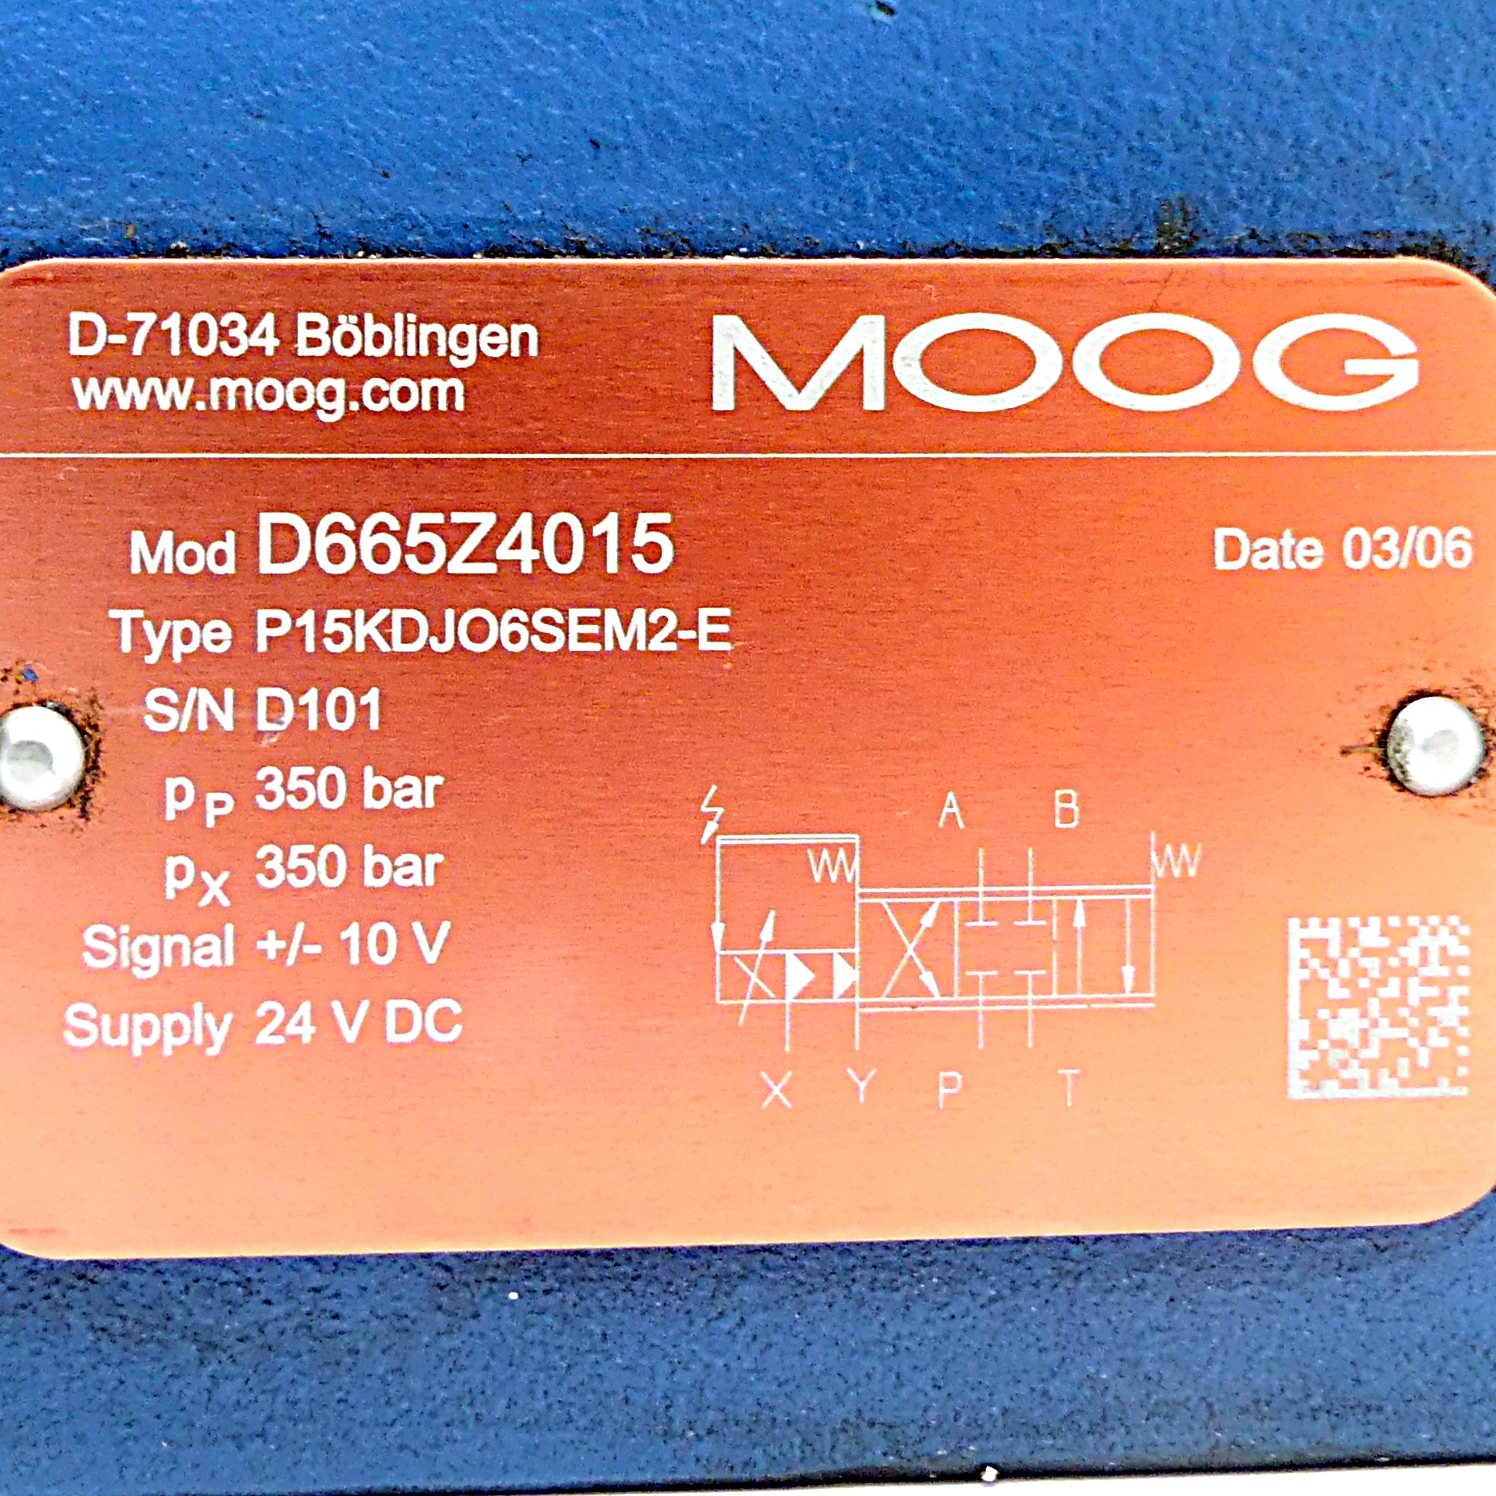 D-71034 Böblingen
www.moog.com
MOOG
Mod D665Z4015
Date 03/06
Type P15KDJO6SEM2-E
S/N D101
pP 350 bar
pX 350 bar
Signal +/- 10 V
Supply 24 V DC
A B
X Y P T